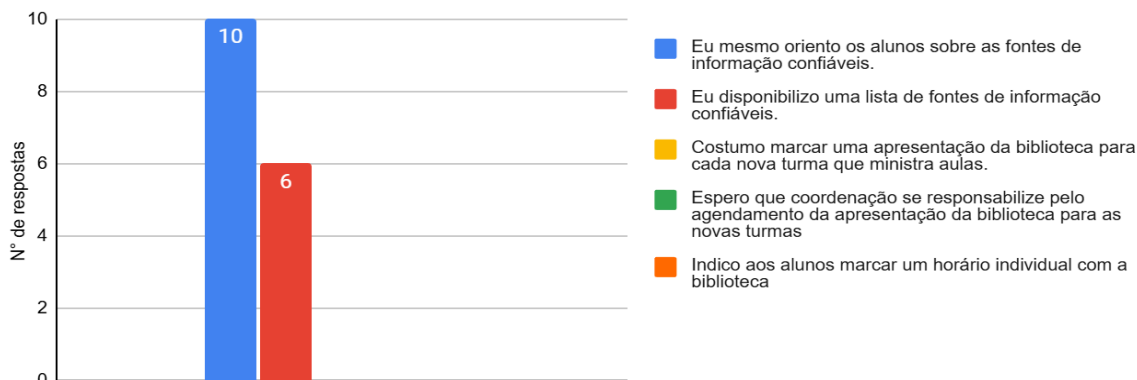 10
8
6
4
2
0
N° de respostas
10
6
Eu mesmo oriento os alunos sobre as fontes de
informação confiáveis.
Eu disponibilizo uma lista de fontes de informação
confiáveis.
Costumo marcar uma apresentação da biblioteca para
cada nova turma que ministra aulas.
Espero que coordenação se responsabilize pelo
agendamento da apresentação da biblioteca para as
novas turmas
Indico aos alunos marcar um horário individual com a
biblioteca